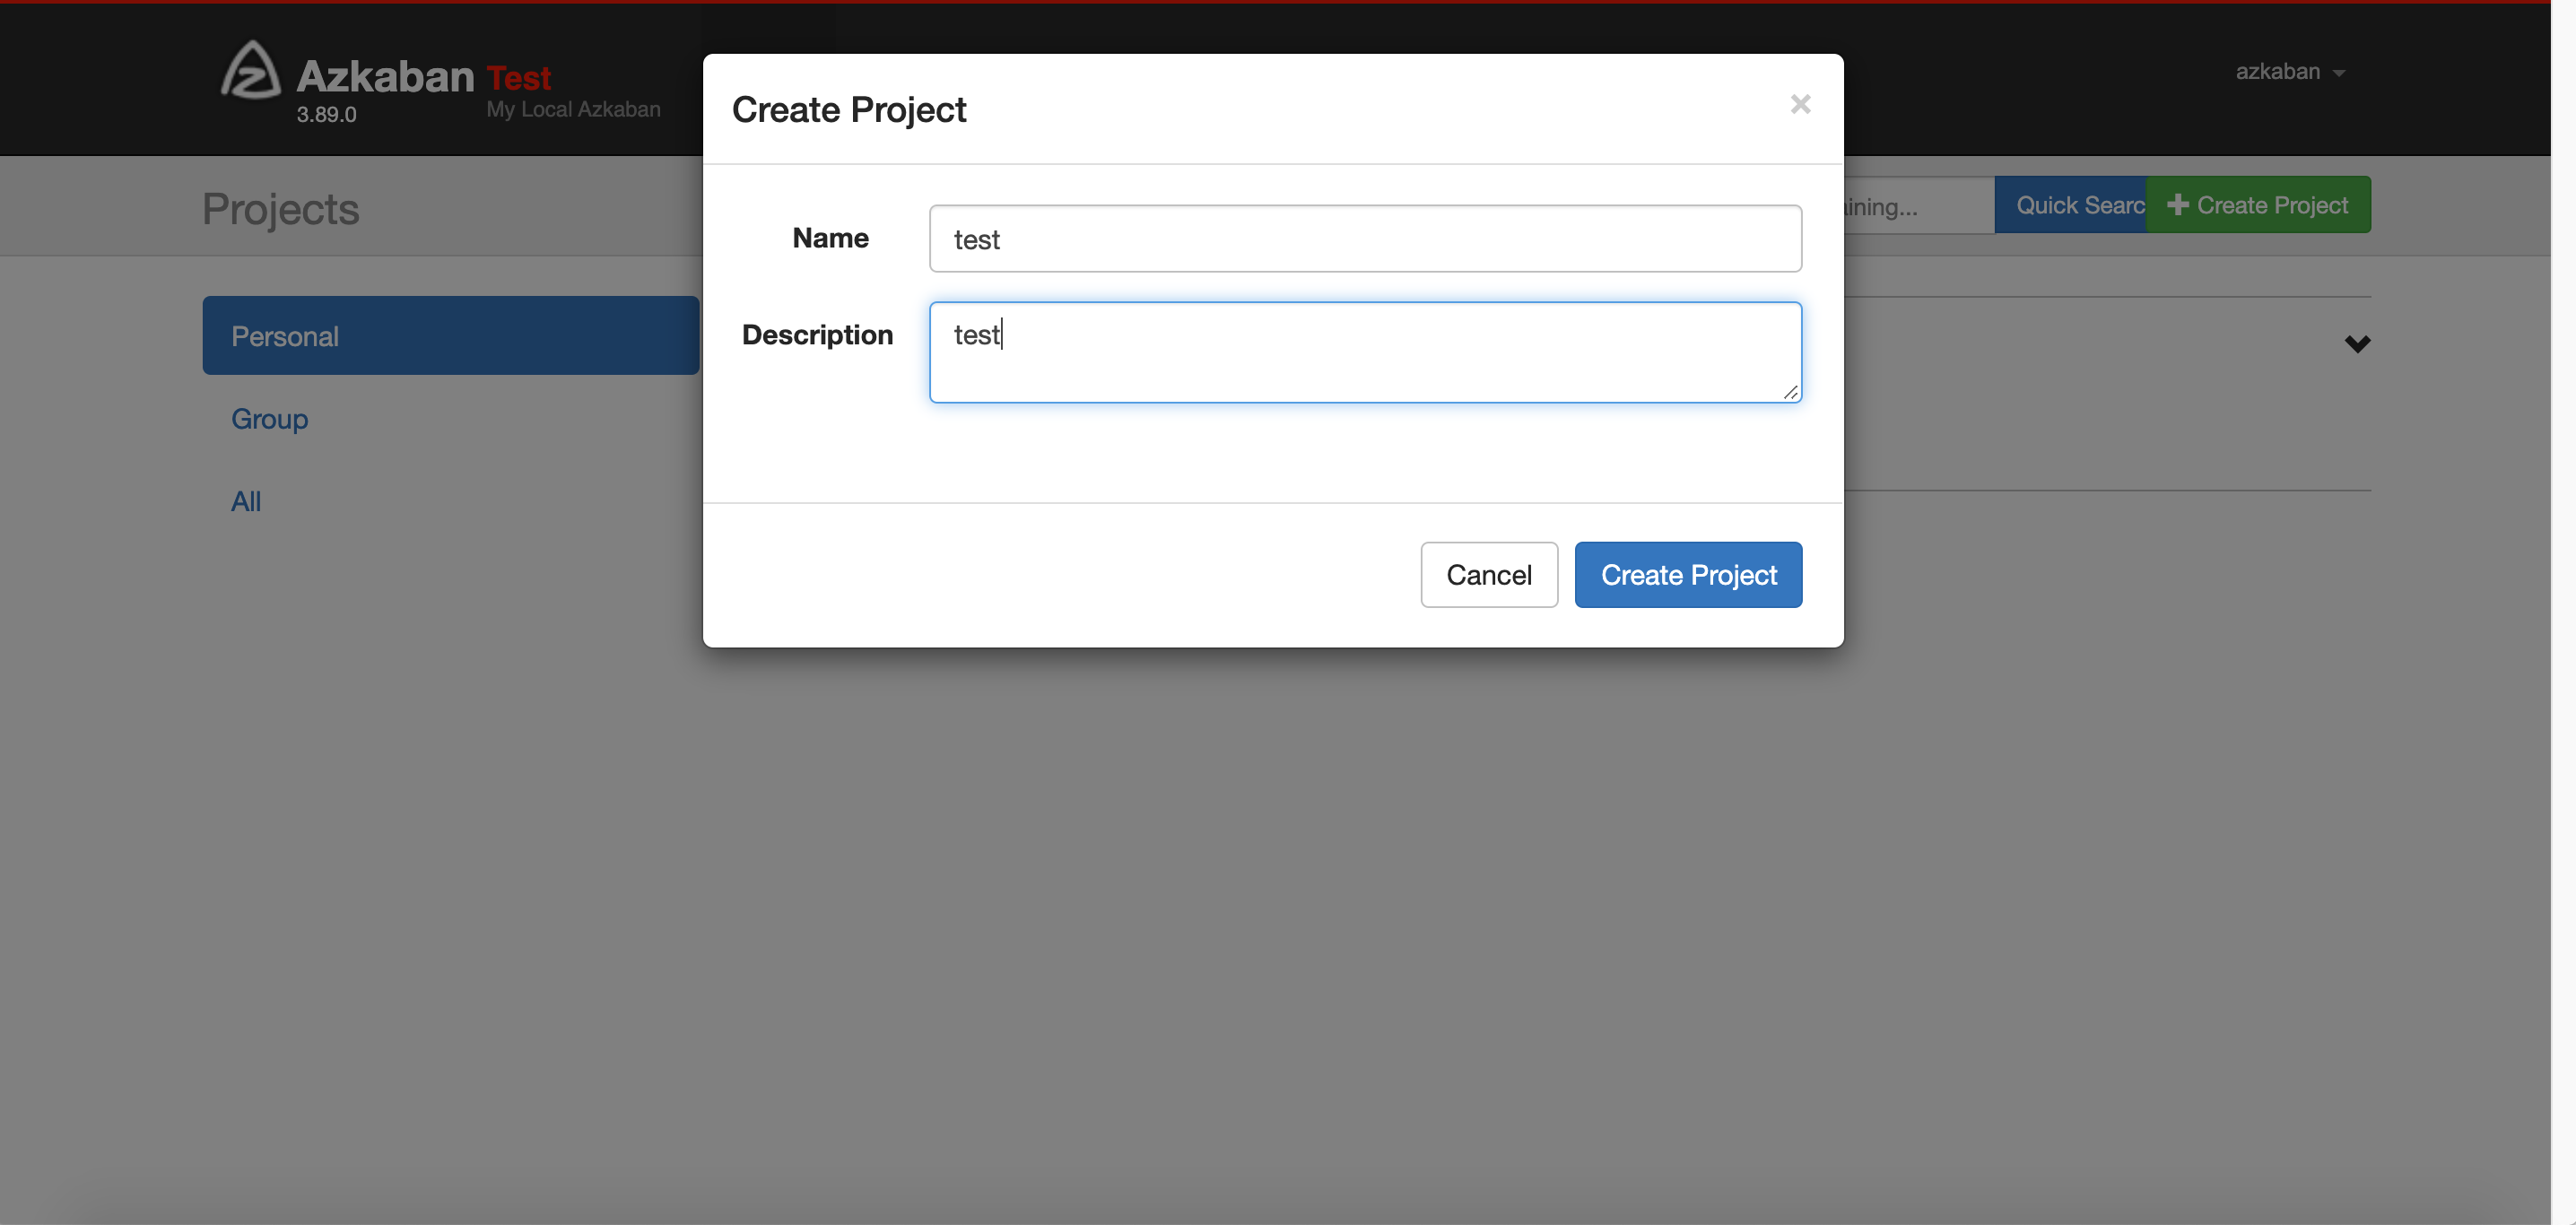 Azkaban Test
3.89.0 My Local Azkaban
azkaban
Create Project
×
Projects
Name test
ining...
Quick Searc
Create Project
Personal
Description test
Group
All
Cancel
Create Project